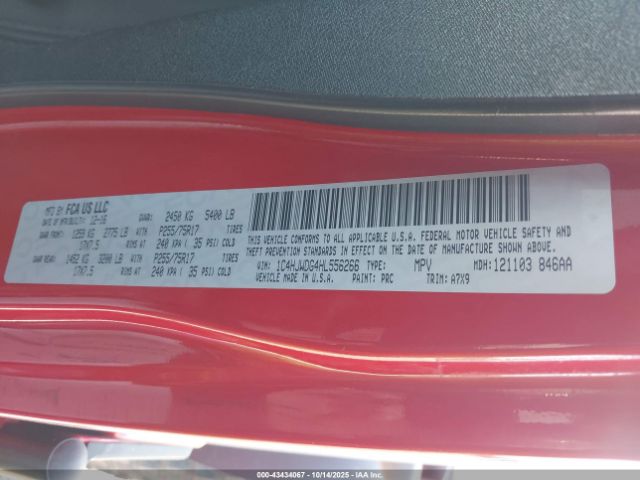 MFD BY FCA US LLC
DATE OF MFR/BUILT: 12-16 GVWR: 2450 KG 5400 LB
GAWR FRONT: 1259 KG 2775 LB WITH P255/75R17 TIRES
17X7.5 RIMS AT 240 KPA ( 35 PSI) COLD
GAWR REAR: 1452 KG 3200 LB WITH P255/75R17 TIRES
17X7.5 RIMS AT 240 KPA ( 35 PSI) COLD
THIS VEHICLE CONFORMS TO ALL APPLICABLE U.S.A. FEDERAL MOTOR VEHICLE SAFETY AND
THEFT PREVENTION STANDARDS IN EFFECT ON THE DATE OF MANUFACTURE SHOWN ABOVE.
VIN: 1C4HJWDG4HL556266 TYPE: MPV MDH: 121103 846AA
VEHICLE MADE IN U.S.A. PAINT: PRC TRIM: A7X9
000-43434067 - 10/14/2025 - IAAI.COM